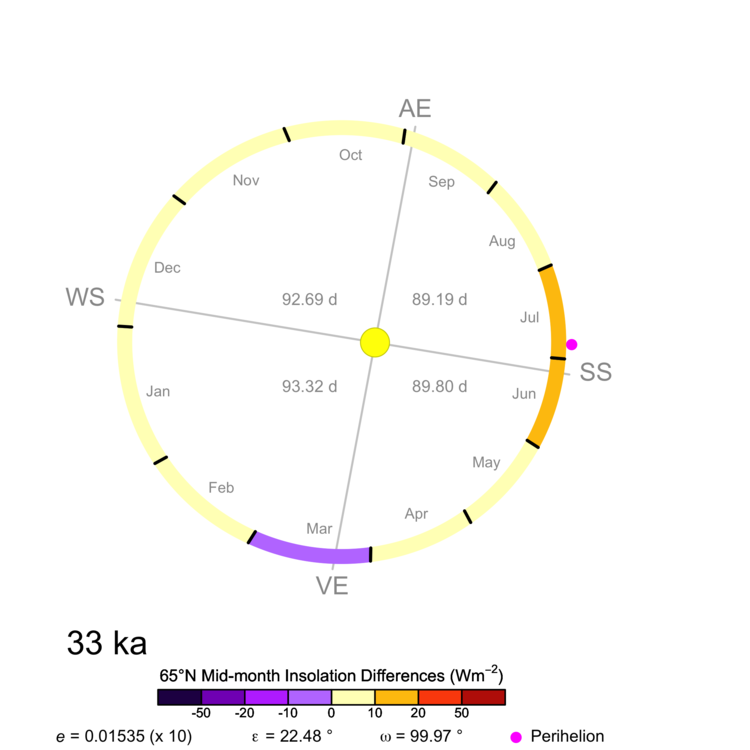 AE
Oct
Nov
Sep
Aug
Dec
WS
92.69 d
89.19 d
Jul
SS
93.32 d
89.80 d
Jan
Jun
May
Feb
Apr
Mar
VE
33 ka
65°N Mid-month Insolation Differences (Wm⁻²)
-50 -20 -10 0 10 20 50
e = 0.01535 (x 10) ε = 22.48 ° ω = 99.97 ° Perihelion